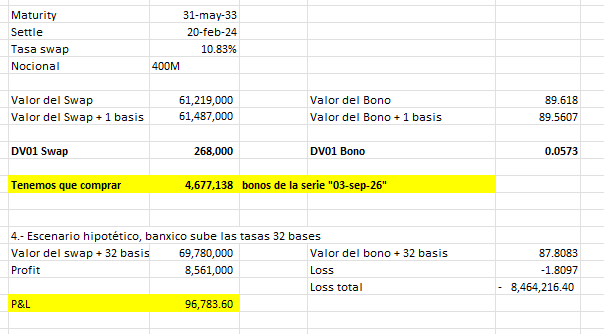 Maturity 31-may-33
Settle 20-feb-24
Tasa swap 10.83%
Nocional 400M
Valor del Swap 61,219,000 Valor del Bono 89.618
Valor del Swap + 1 basis 61,487,000 Valor del Bono + 1 basis 89.5607
DV01 Swap 268,000 DV01 Bono 0.0573
Tenemos que comprar 4,677,138 bonos de la serie "03-sep-26"
4.- Escenario hipotético, banxico sube las tasas 32 bases
Valor del swap + 32 basis 69,780,000 Valor del bono + 32 basis 87.8083
Profit 8,561,000 Loss -1.8097
Loss total - 8,464,216.40
P&L 96,783.60